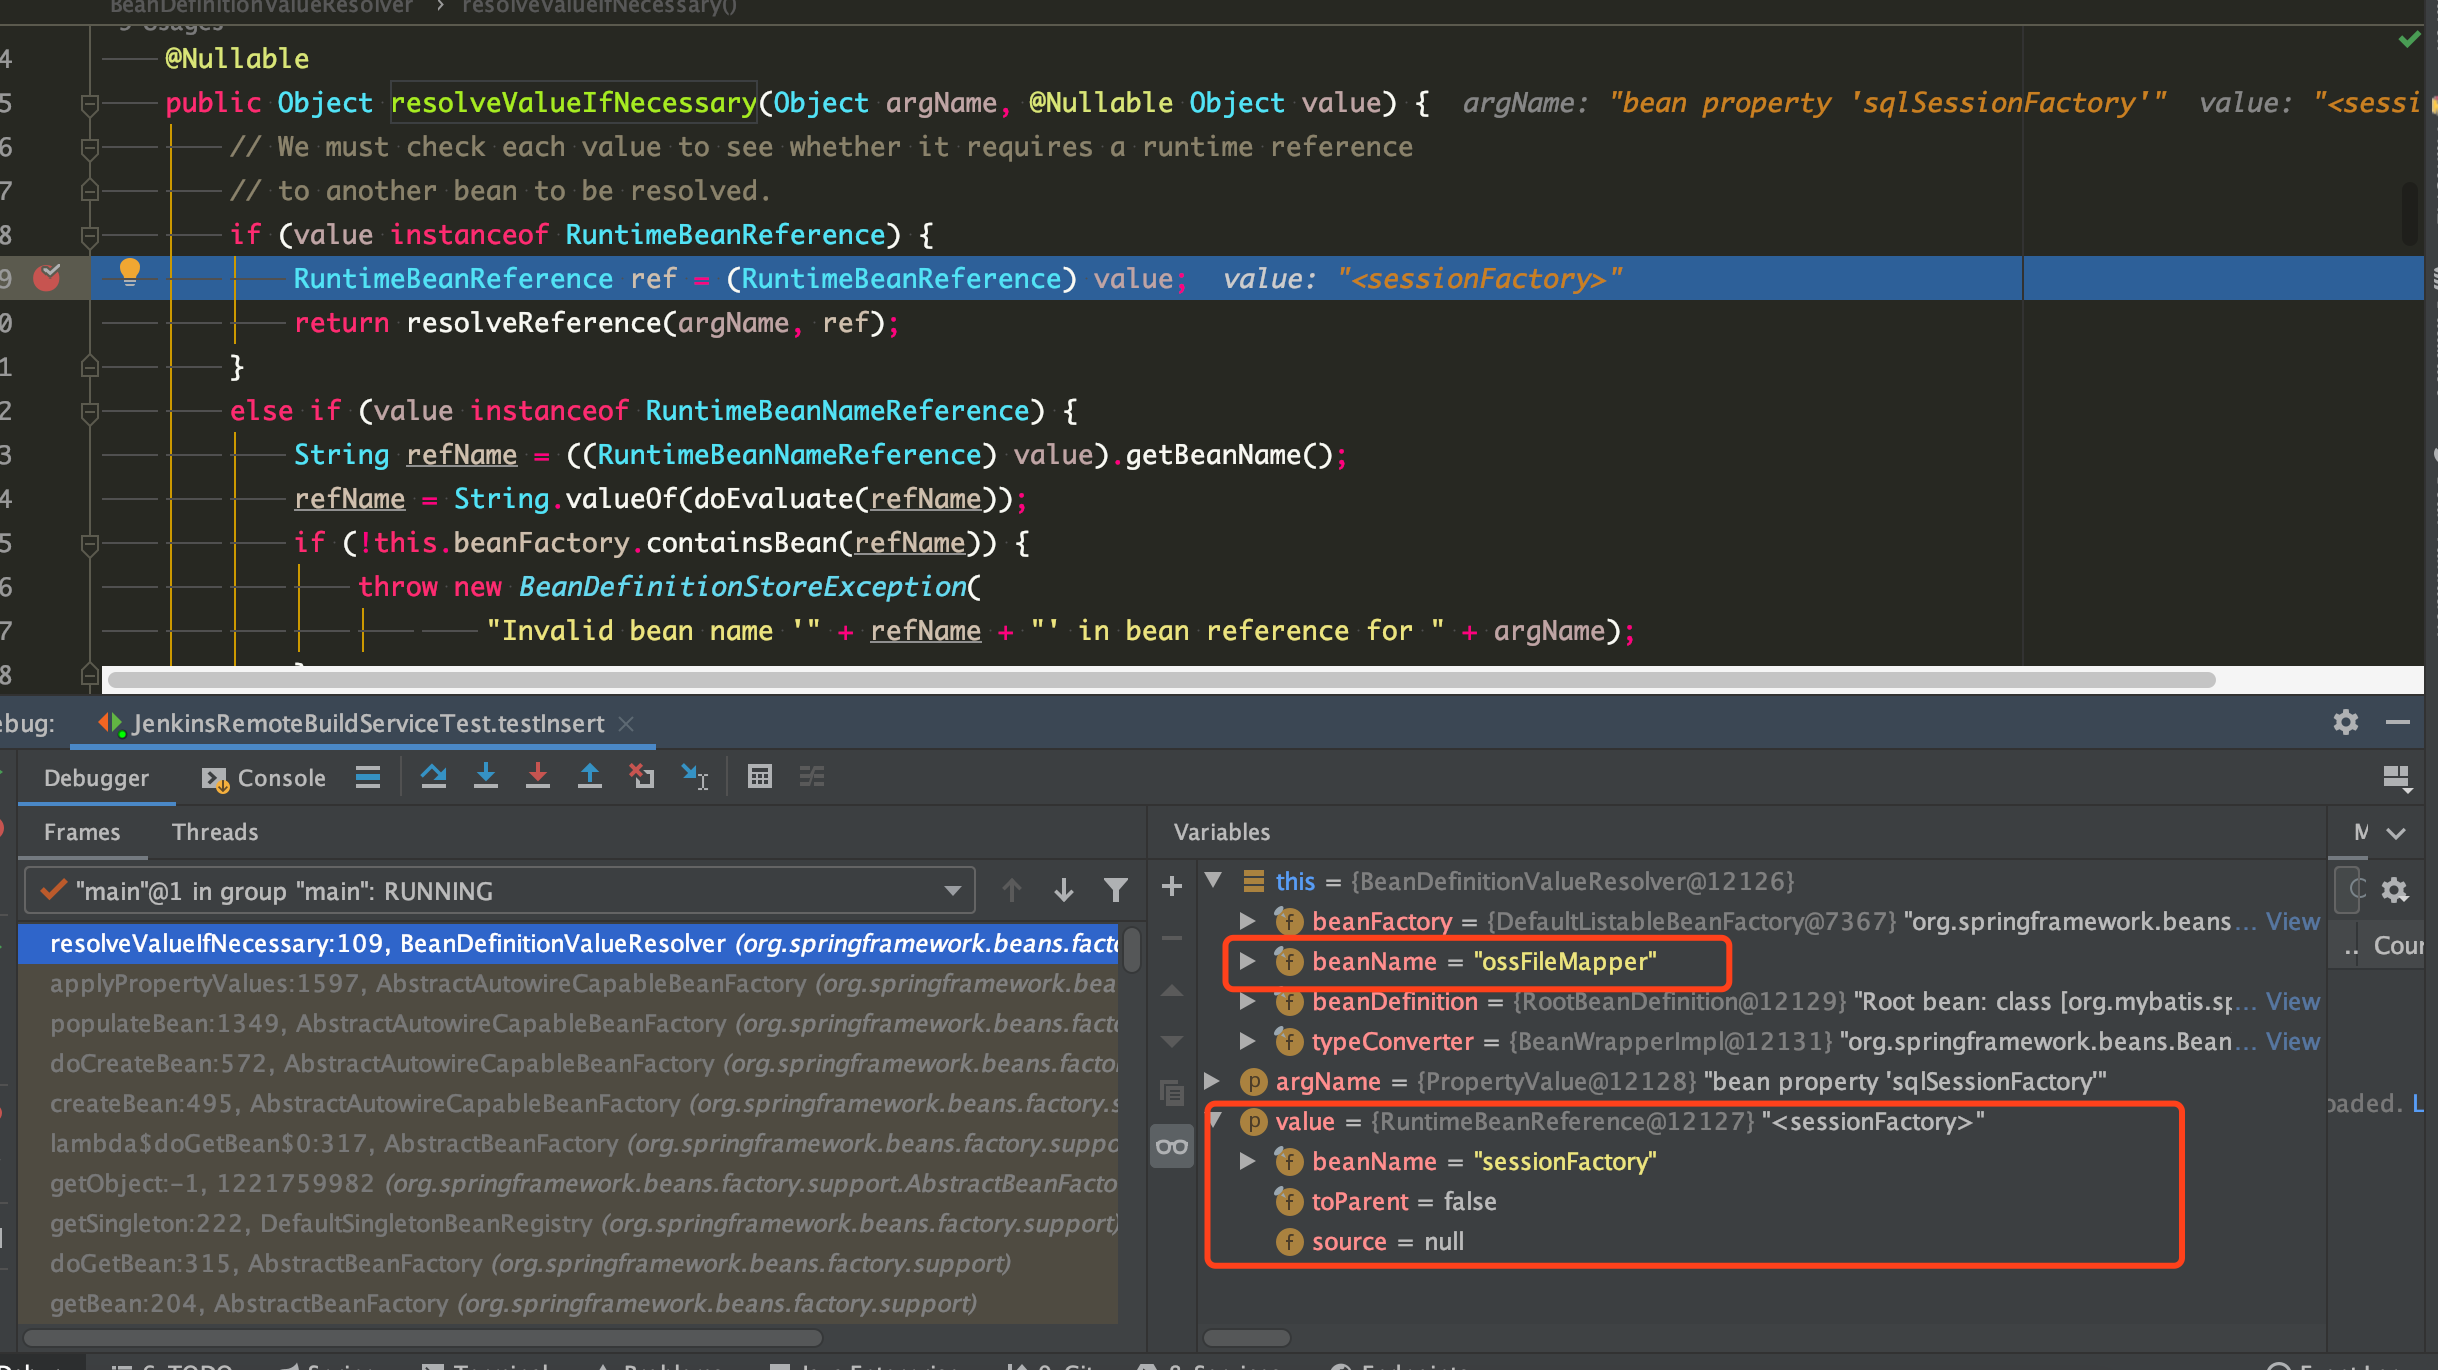 BeanDefinitionValueResolver › resolveValueIfNecessary()
9 usages
4 @Nullable
5 public Object resolveValueIfNecessary(Object argName, @Nullable Object value) { argName: "bean property 'sqlSessionFactory'" value: "<sessi
6 // We must check each value to see whether it requires a runtime reference
7 // to another bean to be resolved.
8 if (value instanceof RuntimeBeanReference) {
9 RuntimeBeanReference ref = (RuntimeBeanReference) value; value: "<sessionFactory>"
0 return resolveReference(argName, ref);
1 }
2 else if (value instanceof RuntimeBeanNameReference) {
3 String refName = ((RuntimeBeanNameReference) value).getBeanName();
4 refName = String.valueOf(doEvaluate(refName));
5 if (!this.beanFactory.containsBean(refName)) {
6 throw new BeanDefinitionStoreException(
7 "Invalid bean name '" + refName + "' in bean reference for " + argName);
8
ebug: JenkinsRemoteBuildServiceTest.testInsert
Debugger Console
Frames Threads
"main"@1 in group "main": RUNNING
resolveValueIfNecessary:109, BeanDefinitionValueResolver (org.springframework.beans.facto
applyPropertyValues:1597, AbstractAutowireCapableBeanFactory (org.springframework.bea
populateBean:1349, AbstractAutowireCapableBeanFactory (org.springframework.beans.facto
doCreateBean:572, AbstractAutowireCapableBeanFactory (org.springframework.beans.factor
createBean:495, AbstractAutowireCapableBeanFactory (org.springframework.beans.factory.s
lambda$doGetBean$0:317, AbstractBeanFactory (org.springframework.beans.factory.suppo
getObject:-1, 1221759982 (org.springframework.beans.factory.support.AbstractBeanFacto
getSingleton:222, DefaultSingletonBeanRegistry (org.springframework.beans.factory.support)
doGetBean:315, AbstractBeanFactory (org.springframework.beans.factory.support)
getBean:204, AbstractBeanFactory (org.springframework.beans.factory.support)
Variables
this = {BeanDefinitionValueResolver@12126}
beanFactory = {DefaultListableBeanFactory@7367} "org.springframework.beans... View
beanName = "ossFileMapper"
beanDefinition = {RootBeanDefinition@12129} "Root bean: class [org.mybatis.sp... View
typeConverter = {BeanWrapperImpl@12131} "org.springframework.beans.Bean... View
argName = {PropertyValue@12128} "bean property 'sqlSessionFactory'"
value = {RuntimeBeanReference@12127} "<sessionFactory>"
beanName = "sessionFactory"
toParent = false
source = null
M
.. Cour
oaded. L